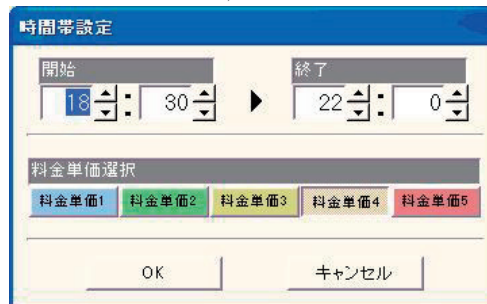 時間帯設定
開始 終了
18 : 30 ▶ 22 : 0
料金単価選択
料金単価1 料金単価2 料金単価3 料金単価4 料金単価5
OK キャンセル